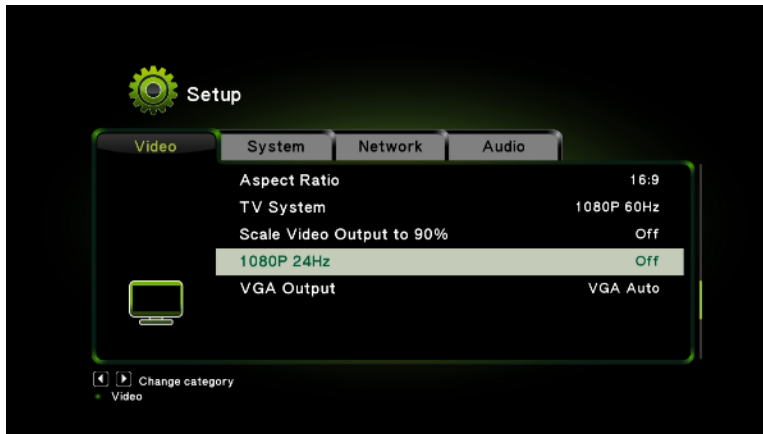 Setup
Video System Network Audio
Aspect Ratio 16:9
TV System 1080P 60Hz
Scale Video Output to 90% Off
1080P 24Hz Off
VGA Output VGA Auto
Change category
Video